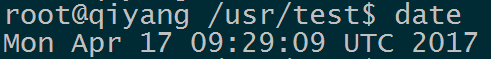 root@qiyang /usr/test$ date
Mon Apr 17 09:29:09 UTC 2017